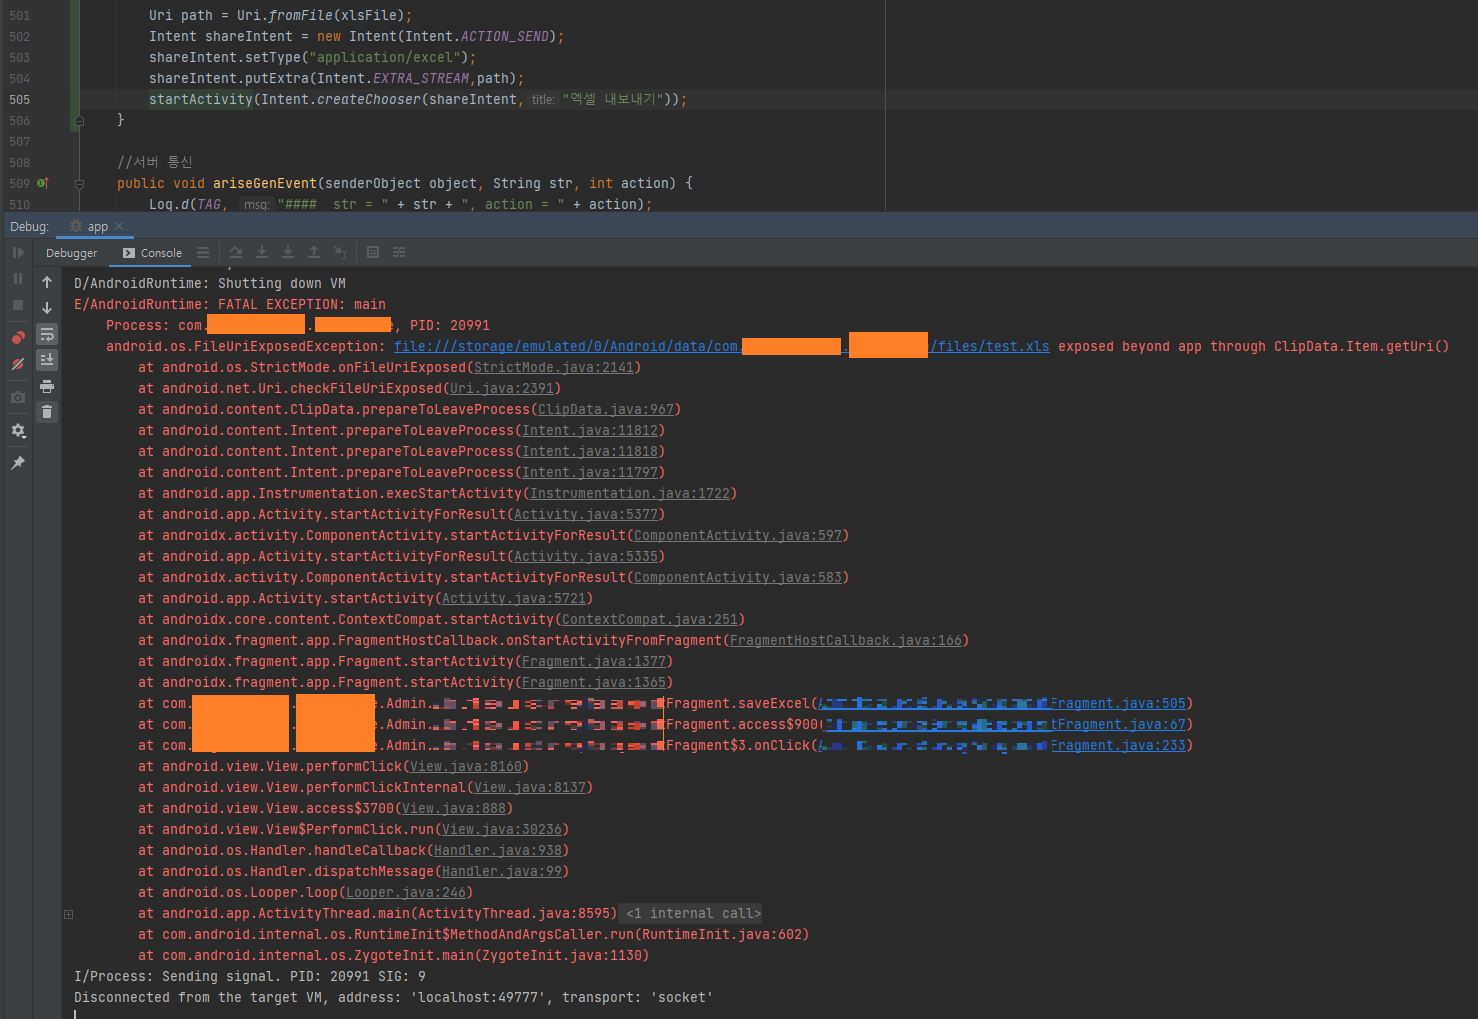 501 Uri path = Uri.fromFile(xlsFile);
502 Intent shareIntent = new Intent(Intent.ACTION_SEND);
503 shareIntent.setType("application/excel");
504 shareIntent.putExtra(Intent.EXTRA_STREAM,path);
505 startActivity(Intent.createChooser(shareIntent, title: "엑셀 내보내기"));
506 }
507
508 //서버 통신
509 public void ariseGenEvent(senderObject object, String str, int action) {
510 Log.d(TAG, msg: "####  str = " + str + ", action = " + action);
Debug: app
Debugger Console
D/AndroidRuntime: Shutting down VM
E/AndroidRuntime: FATAL EXCEPTION: main
Process: com. . , PID: 20991
android.os.FileUriExposedException: file:///storage/emulated/0/Android/data/com. . /files/test.xls exposed beyond app through ClipData.Item.getUri()
at android.os.StrictMode.onFileUriExposed(StrictMode.java:2141)
at android.net.Uri.checkFileUriExposed(Uri.java:2391)
at android.content.ClipData.prepareToLeaveProcess(ClipData.java:967)
at android.content.Intent.prepareToLeaveProcess(Intent.java:11812)
at android.content.Intent.prepareToLeaveProcess(Intent.java:11818)
at android.content.Intent.prepareToLeaveProcess(Intent.java:11797)
at android.app.Instrumentation.execStartActivity(Instrumentation.java:1722)
at android.app.Activity.startActivityForResult(Activity.java:5377)
at androidx.activity.ComponentActivity.startActivityForResult(ComponentActivity.java:597)
at android.app.Activity.startActivityForResult(Activity.java:5335)
at androidx.activity.ComponentActivity.startActivityForResult(ComponentActivity.java:583)
at android.app.Activity.startActivity(Activity.java:5721)
at androidx.core.content.ContextCompat.startActivity(ContextCompat.java:251)
at androidx.fragment.app.FragmentHostCallback.onStartActivityFromFragment(FragmentHostCallback.java:166)
at androidx.fragment.app.Fragment.startActivity(Fragment.java:1377)
at androidx.fragment.app.Fragment.startActivity(Fragment.java:1365)
at com. . .Admin. Fragment.saveExcel( Fragment.java:505)
at com. . .Admin. Fragment.access$900( tFragment.java:67)
at com. . .Admin. Fragment$3.onClick( Fragment.java:233)
at android.view.View.performClick(View.java:8160)
at android.view.View.performClickInternal(View.java:8137)
at android.view.View.access$3700(View.java:888)
at android.view.View$PerformClick.run(View.java:30236)
at android.os.Handler.handleCallback(Handler.java:938)
at android.os.Handler.dispatchMessage(Handler.java:99)
at android.os.Looper.loop(Looper.java:246)
at android.app.ActivityThread.main(ActivityThread.java:8595) <1 internal call>
at com.android.internal.os.RuntimeInit$MethodAndArgsCaller.run(RuntimeInit.java:602)
at com.android.internal.os.ZygoteInit.main(ZygoteInit.java:1130)
I/Process: Sending signal. PID: 20991 SIG: 9
Disconnected from the target VM, address: 'localhost:49777', transport: 'socket'